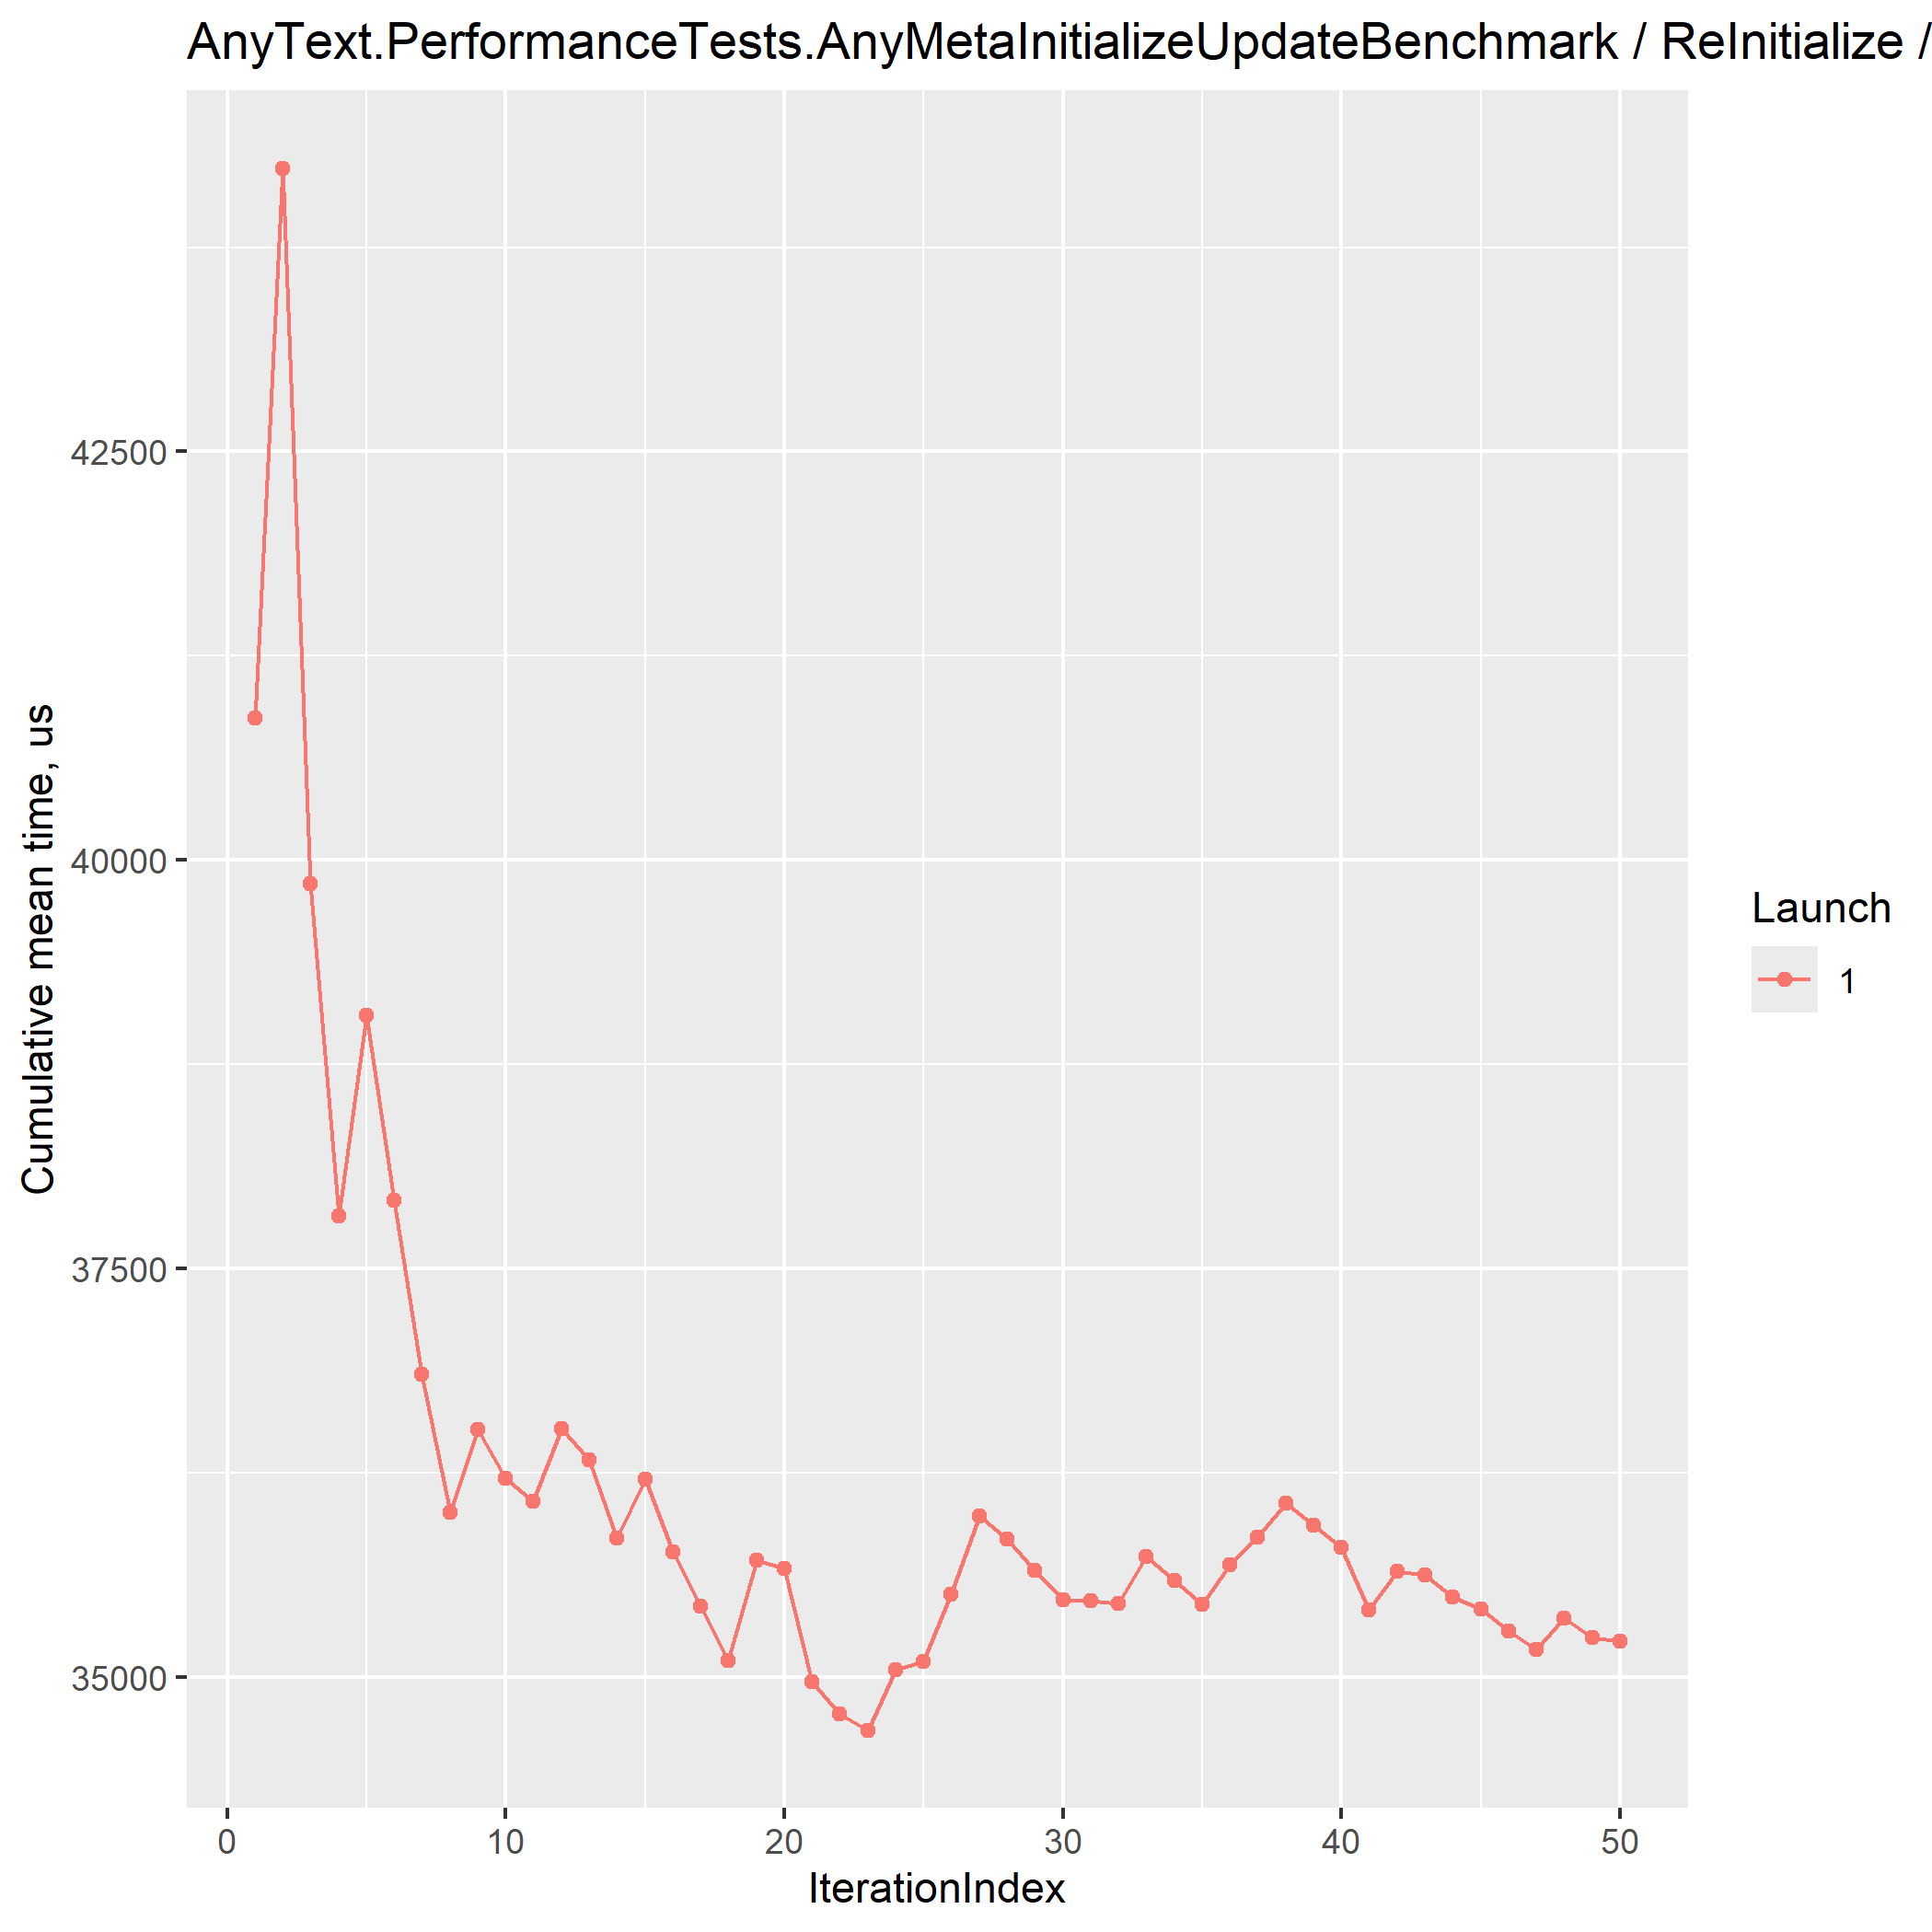 AnyText.PerformanceTests.AnyMetaInitializeUpdateBenchmark / ReInitialize /
Cumulative mean time, us
42500
40000
37500
35000
0 10 20 30 40 50
IterationIndex
Launch
1